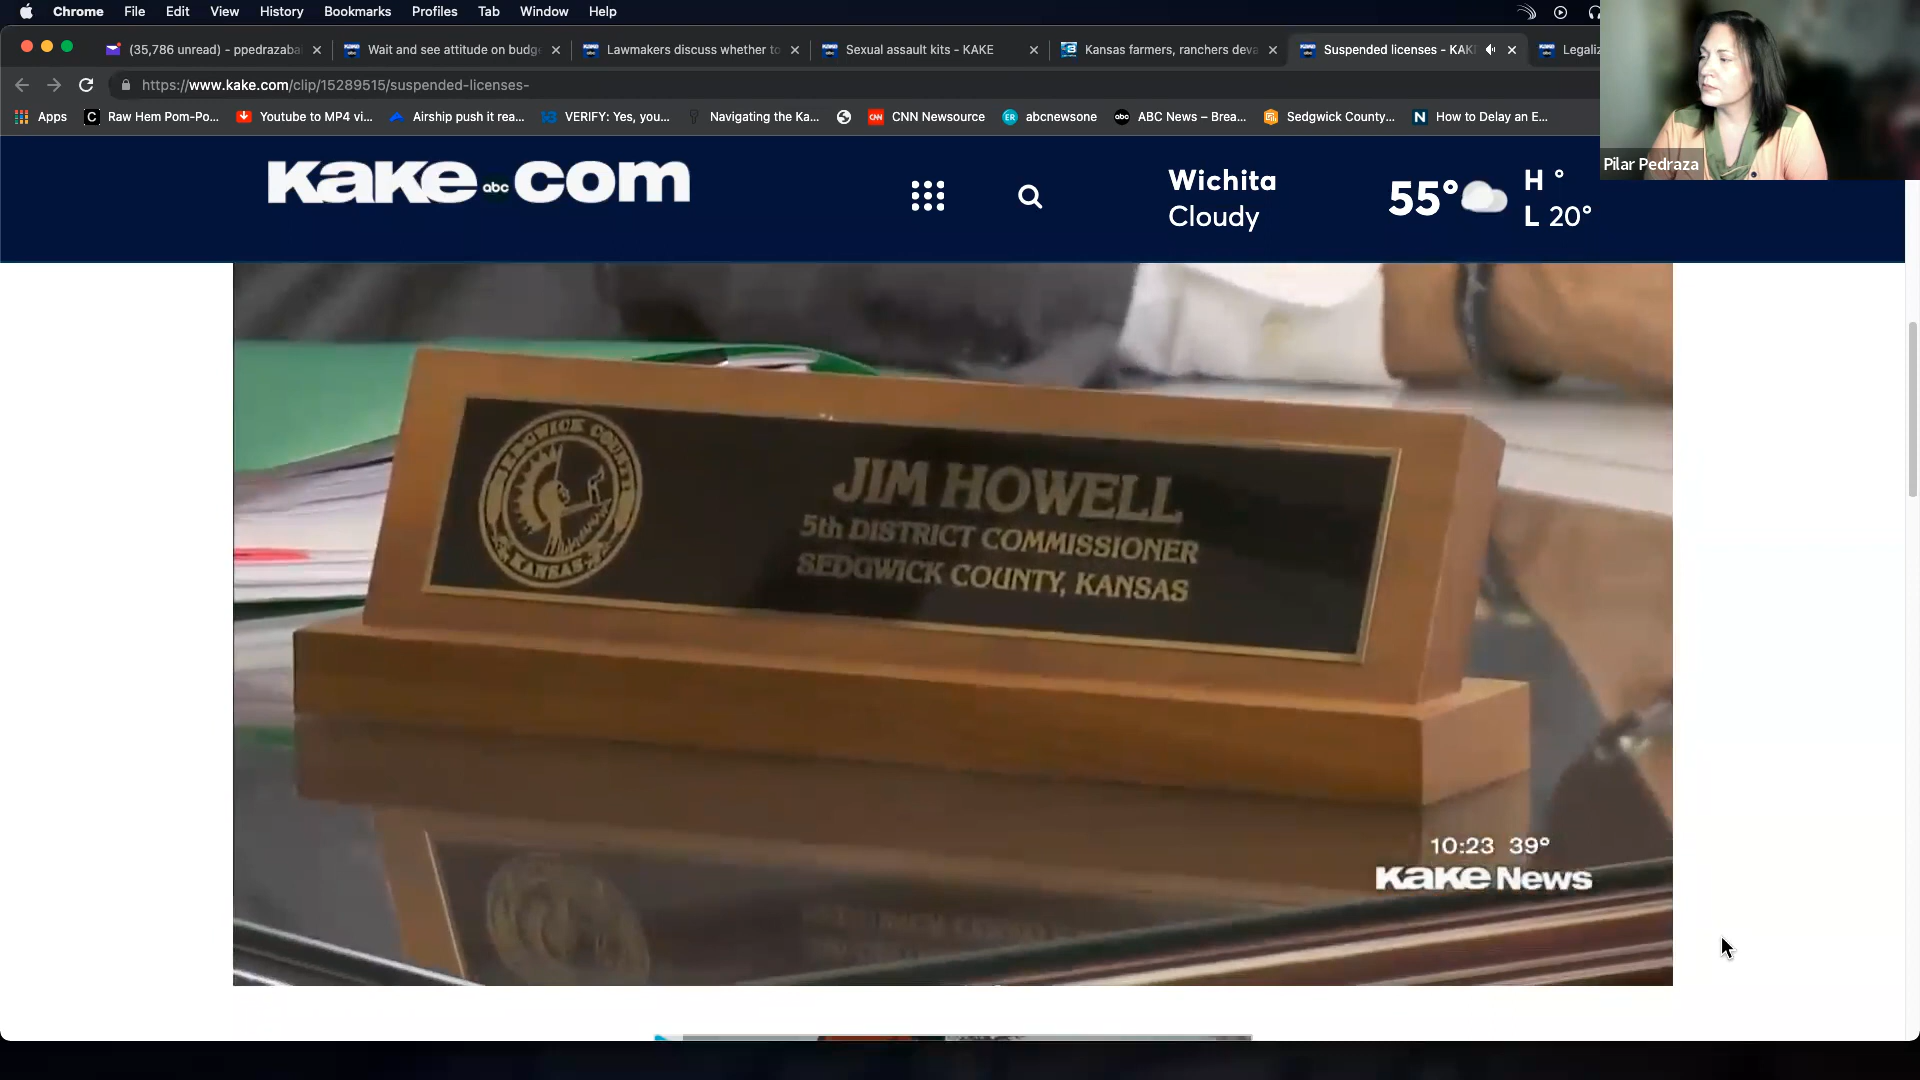 Chrome File Edit View History Bookmarks Profiles Tab Window Help
(35,786 unread) - ppedrazaba
Wait and see attitude on budge
Lawmakers discuss whether to
Sexual assault kits - KAKE
Kansas farmers, ranchers deva
Suspended licenses - KAK
Legaliz
https://www.kake.com/clip/15289515/suspended-licenses-
Apps
Raw Hem Pom-Po...
Youtube to MP4 vi...
Airship push it rea...
VERIFY: Yes, you...
Navigating the Ka...
CNN Newsource
abcnewsone
ABC News – Brea...
Sedgwick County...
How to Delay an E...
Pilar Pedraza
KAKE abc COM
Wichita
Cloudy
55°
H °
L 20°
SEDGWICK COUNTY
KANSAS
JIM HOWELL
5th DISTRICT COMMISSIONER
SEDGWICK COUNTY, KANSAS
10:23 39°
KAKE News